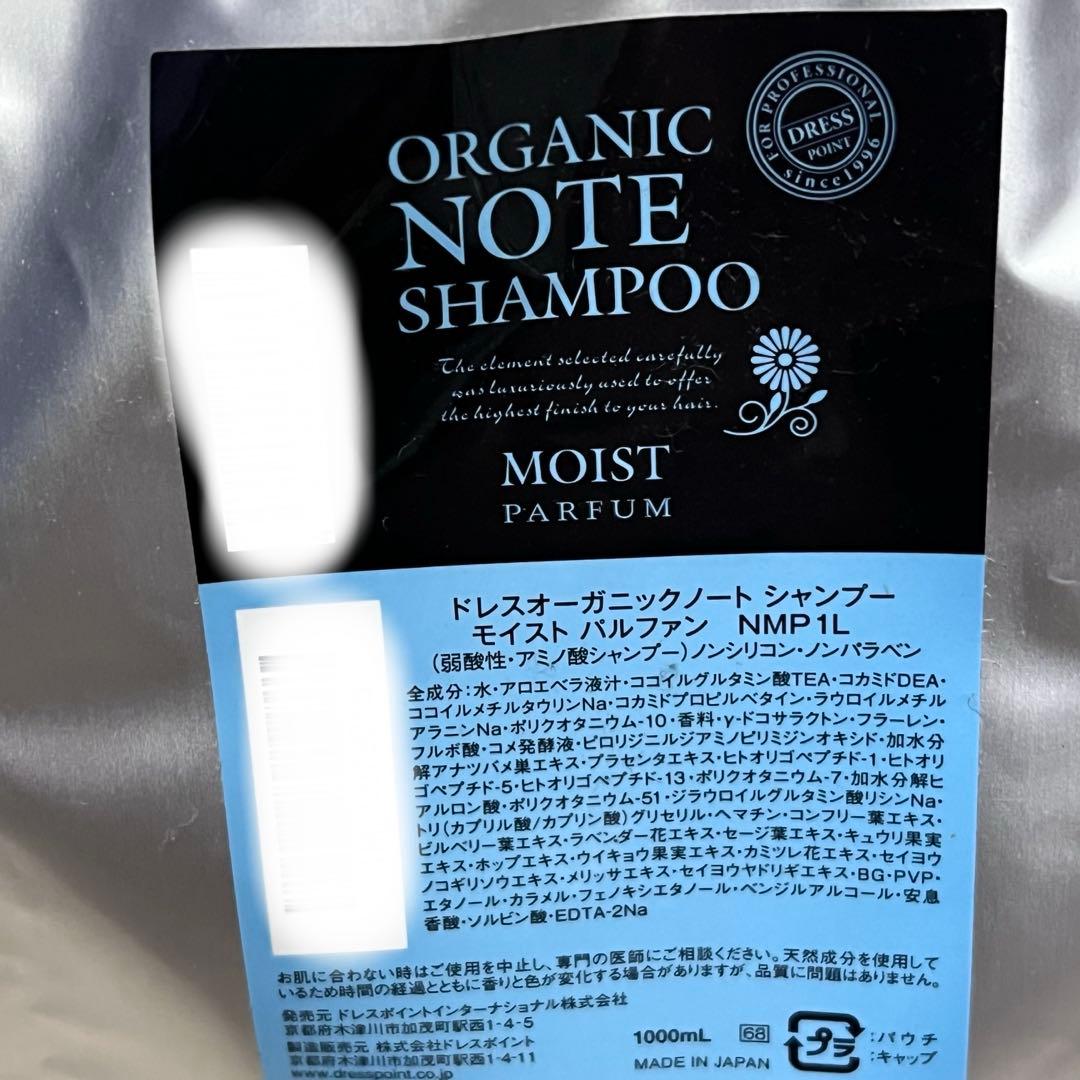 FOR PROFESSIONAL
DRESS
POINT
since1996
ORGANIC
NOTE
SHAMPOO
The element selected carefully
was luxuriously used to offer
the highest finish to your hair.
MOIST
PARFUM
ドレスオーガニックノート シャンプー
モイスト パルファン NMP1L
(弱酸性・アミノ酸シャンプー)ノンシリコン・ノンパラベン
全成分：水・アロエベラ液汁・ココイルグルタミン酸TEA・コカミドDEA・
ココイルメチルタウリンNa・コカミドプロピルベタイン・ラウロイルメチル
アラニンNa・ポリクオタニウム-10・香料・γ-ドコサラクトン・フラーレン・
フルボ酸・コメ発酵液・ピロリジニルジアミノピリミジンオキシド・加水分
解アナツバメ巣エキス・プラセンタエキス・ヒトオリゴペプチド-1・ヒトオリ
ゴペプチド-5・ヒトオリゴペプチド-13・ポリクオタニウム-7・加水分解ヒ
アルロン酸・ポリクオタニウム-51・ジラウロイルグルタミン酸リシンNa・
トリ(カプリル酸/カプリン酸)グリセリル・ヘマチン・コンフリー葉エキス・
ビルベリー葉エキス・ラベンダー花エキス・セージ葉エキス・キュウリ果実
エキス・ホップエキス・ウイキョウ果実エキス・カミツレ花エキス・セイヨウ
ノコギリソウエキス・メリッサエキス・セイヨウヤドリギエキス・BG・PVP・
エタノール・カラメル・フェノキシエタノール・ベンジルアルコール・安息
香酸・ソルビン酸・EDTA-2Na
お肌に合わない時はご使用を中止し、専門の医師にご相談ください。天然成分を使用して
いるため時間の経過とともに香りと色が変化する場合がありますが、品質に問題はありません。
発売元 ドレスポイントインターナショナル株式会社
京都府木津川市加茂町駅西1-4-5
製造販売元 株式会社ドレスポイント
京都府木津川市加茂町駅西1-4-11
www.dresspoint.co.jp
1000mL 68
MADE IN JAPAN
プラ
：パウチ
：キャップ